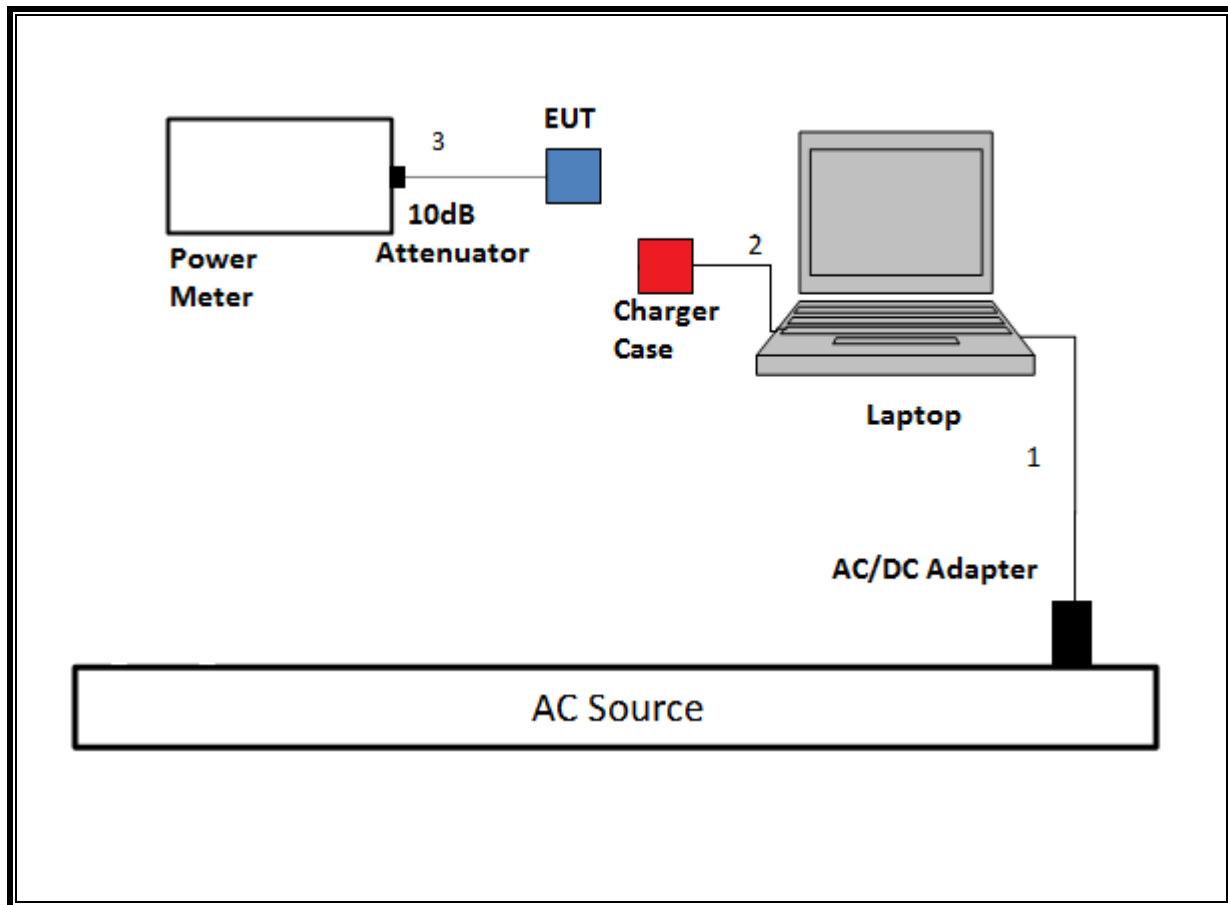 EUT
3
10dB
Attenuator
Power
Meter
2
Charger
Case
Laptop
1
AC/DC Adapter
AC Source